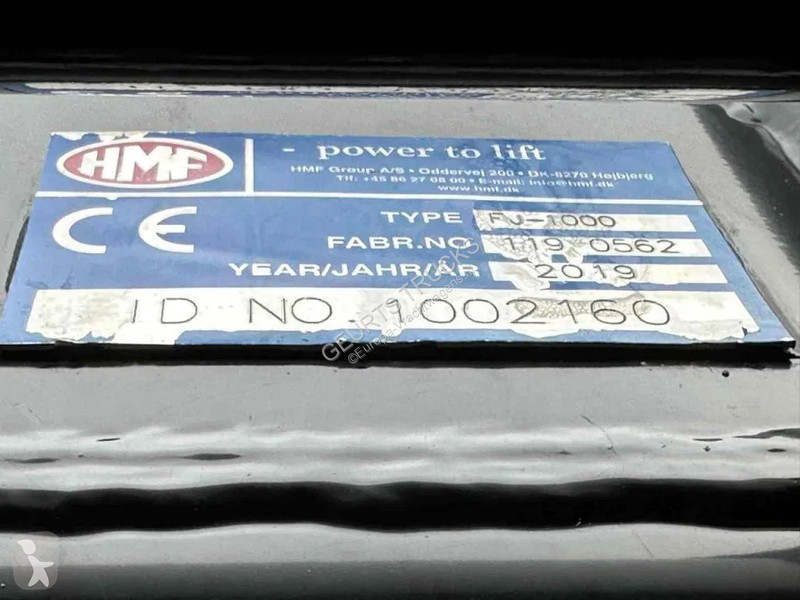 HMF
- power to lift
HMF Group A/S • Oddervej 200 • DK-8270 Højbjerg
Tlf: +45 86 27 08 00 • E-mail: info@hmf.dk
www.hmf.dk
CE
TYPE FJ-1000
FABR.NO 119 0562
YEAR/JAHR/ÅR 2019
ID NO. 1002160
GEURTSTRUCKS